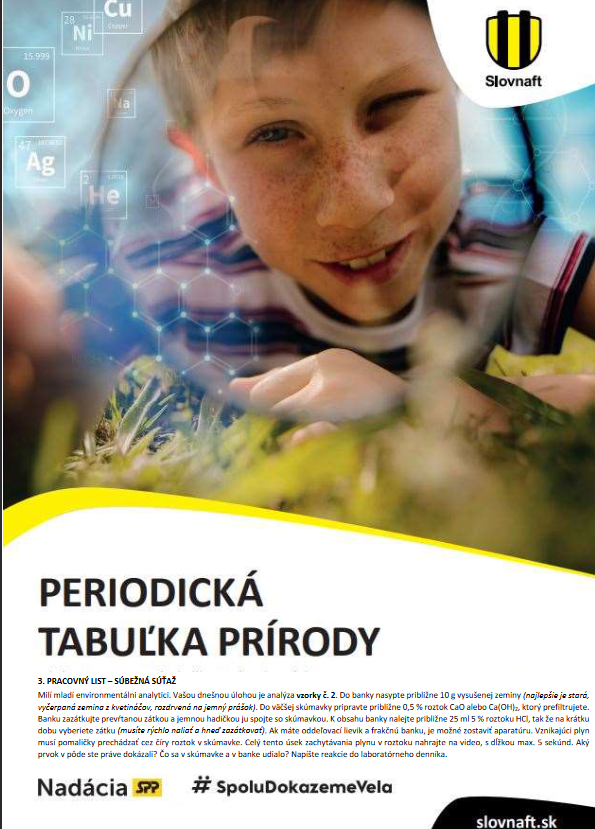 Cu
Copper
28
Ni
15.999
O
Oxygen
Na
47
Ag
2
He
Slovnaft
PERIODICKÁ
TABUĽKA PRÍRODY
3. PRACOVNÝ LIST – SÚBEŽNÁ SÚŤAŽ
Milí mladí environmentálni analytici. Vašou dnešnou úlohou je analýza vzorky č. 2. Do banky nasypte približne 10 g vysušenej zeminy (najlepšie je stará,
vyčerpaná zemina z kvetináčov, rozdrvená na jemný prášok). Do väčšej skúmavky pripravte približne 0,5 % roztok CaO alebo Ca(OH)₂, ktorý prefiltrujete.
Banku zazátkujte prevŕtanou zátkou a jemnou hadičkou ju spojte so skúmavkou. K obsahu banky nalejte približne 25 ml 5 % roztoku HCl, tak že na krátku
dobu vyberiete zátku (musíte rýchlo naliať a hneď zazátkovať). Ak máte oddeľovací lievik a frakčnú banku, je možné zostaviť aparatúru. Vznikajúci plyn
musí pomaličky prechádzať cez číry roztok v skúmavke. Celý tento úsek zachytávania plynu v roztoku nahrajte na video, s dĺžkou max. 5 sekúnd. Aký
prvok v pôde ste práve dokázali? Čo sa v skúmavke a v banke udialo? Napíšte reakcie do laboratórneho denníka.
Nadácia SPP # SpoluDokazemeVela
slovnaft.sk